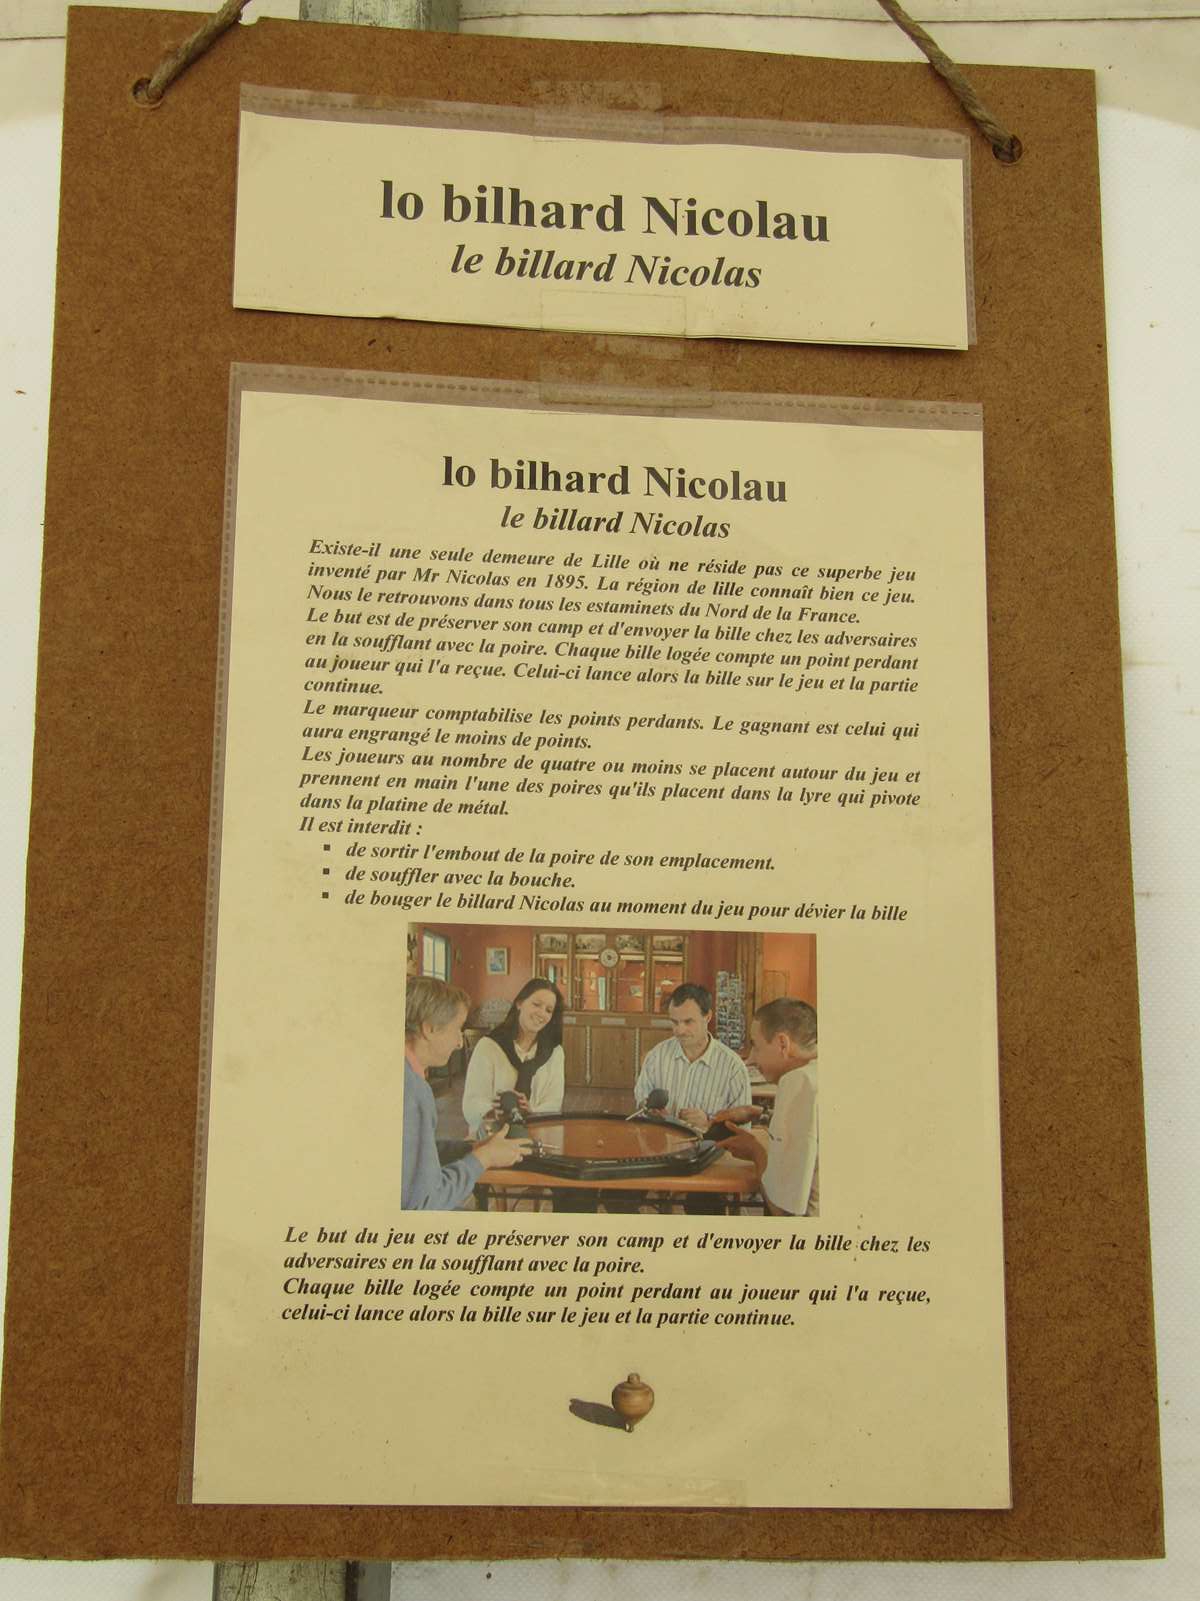 lo bilhard Nicolau
le billard Nicolas
lo bilhard Nicolau
le billard Nicolas
Existe-il une seule demeure de Lille où ne réside pas ce superbe jeu
inventé par Mr Nicolas en 1895. La région de lille connaît bien ce jeu.
Nous le retrouvons dans tous les estaminets du Nord de la France.
Le but est de préserver son camp et d'envoyer la bille chez les adversaires
en la soufflant avec la poire. Chaque bille logée compte un point perdant
au joueur qui l'a reçue. Celui-ci lance alors la bille sur le jeu et la partie
continue.
Le marqueur comptabilise les points perdants. Le gagnant est celui qui
aura engrangé le moins de points.
Les joueurs au nombre de quatre ou moins se placent autour du jeu et
prennent en main l'une des poires qu'ils placent dans la lyre qui pivote
dans la platine de métal.
Il est interdit :
▪ de sortir l'embout de la poire de son emplacement.
▪ de souffler avec la bouche.
▪ de bouger le billard Nicolas au moment du jeu pour dévier la bille
Le but du jeu est de préserver son camp et d'envoyer la bille chez les
adversaires en la soufflant avec la poire.
Chaque bille logée compte un point perdant au joueur qui l'a reçue,
celui-ci lance alors la bille sur le jeu et la partie continue.